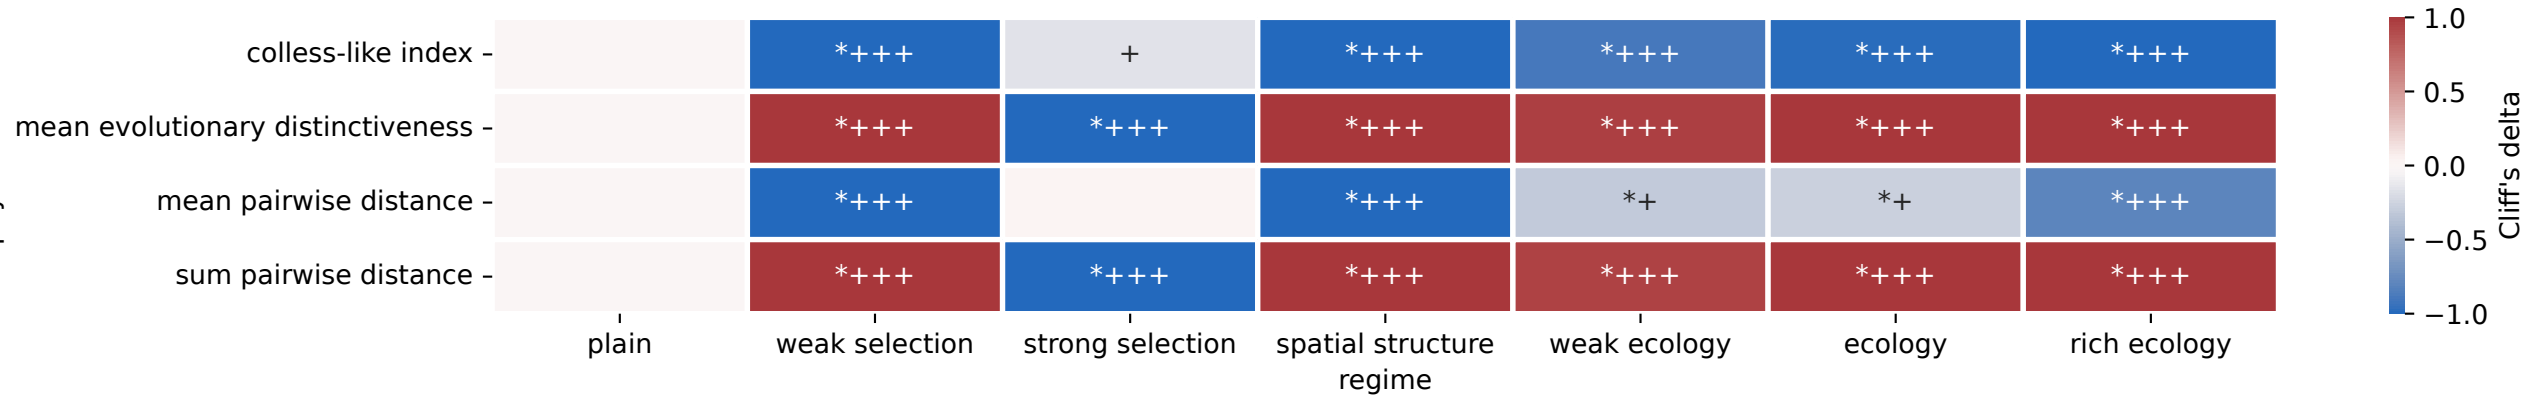 colless-like index
*+++ + *+++ *+++ *+++ *+++
mean evolutionary distinctiveness
*+++ *+++ *+++ *+++ *+++ *+++
mean pairwise distance
*+++ *+++ *+ *+ *+++
sum pairwise distance
*+++ *+++ *+++ *+++ *+++ *+++
plain weak selection strong selection spatial structure weak ecology ecology rich ecology
regime
1.0
0.5
0.0
−0.5
−1.0
Cliff's delta